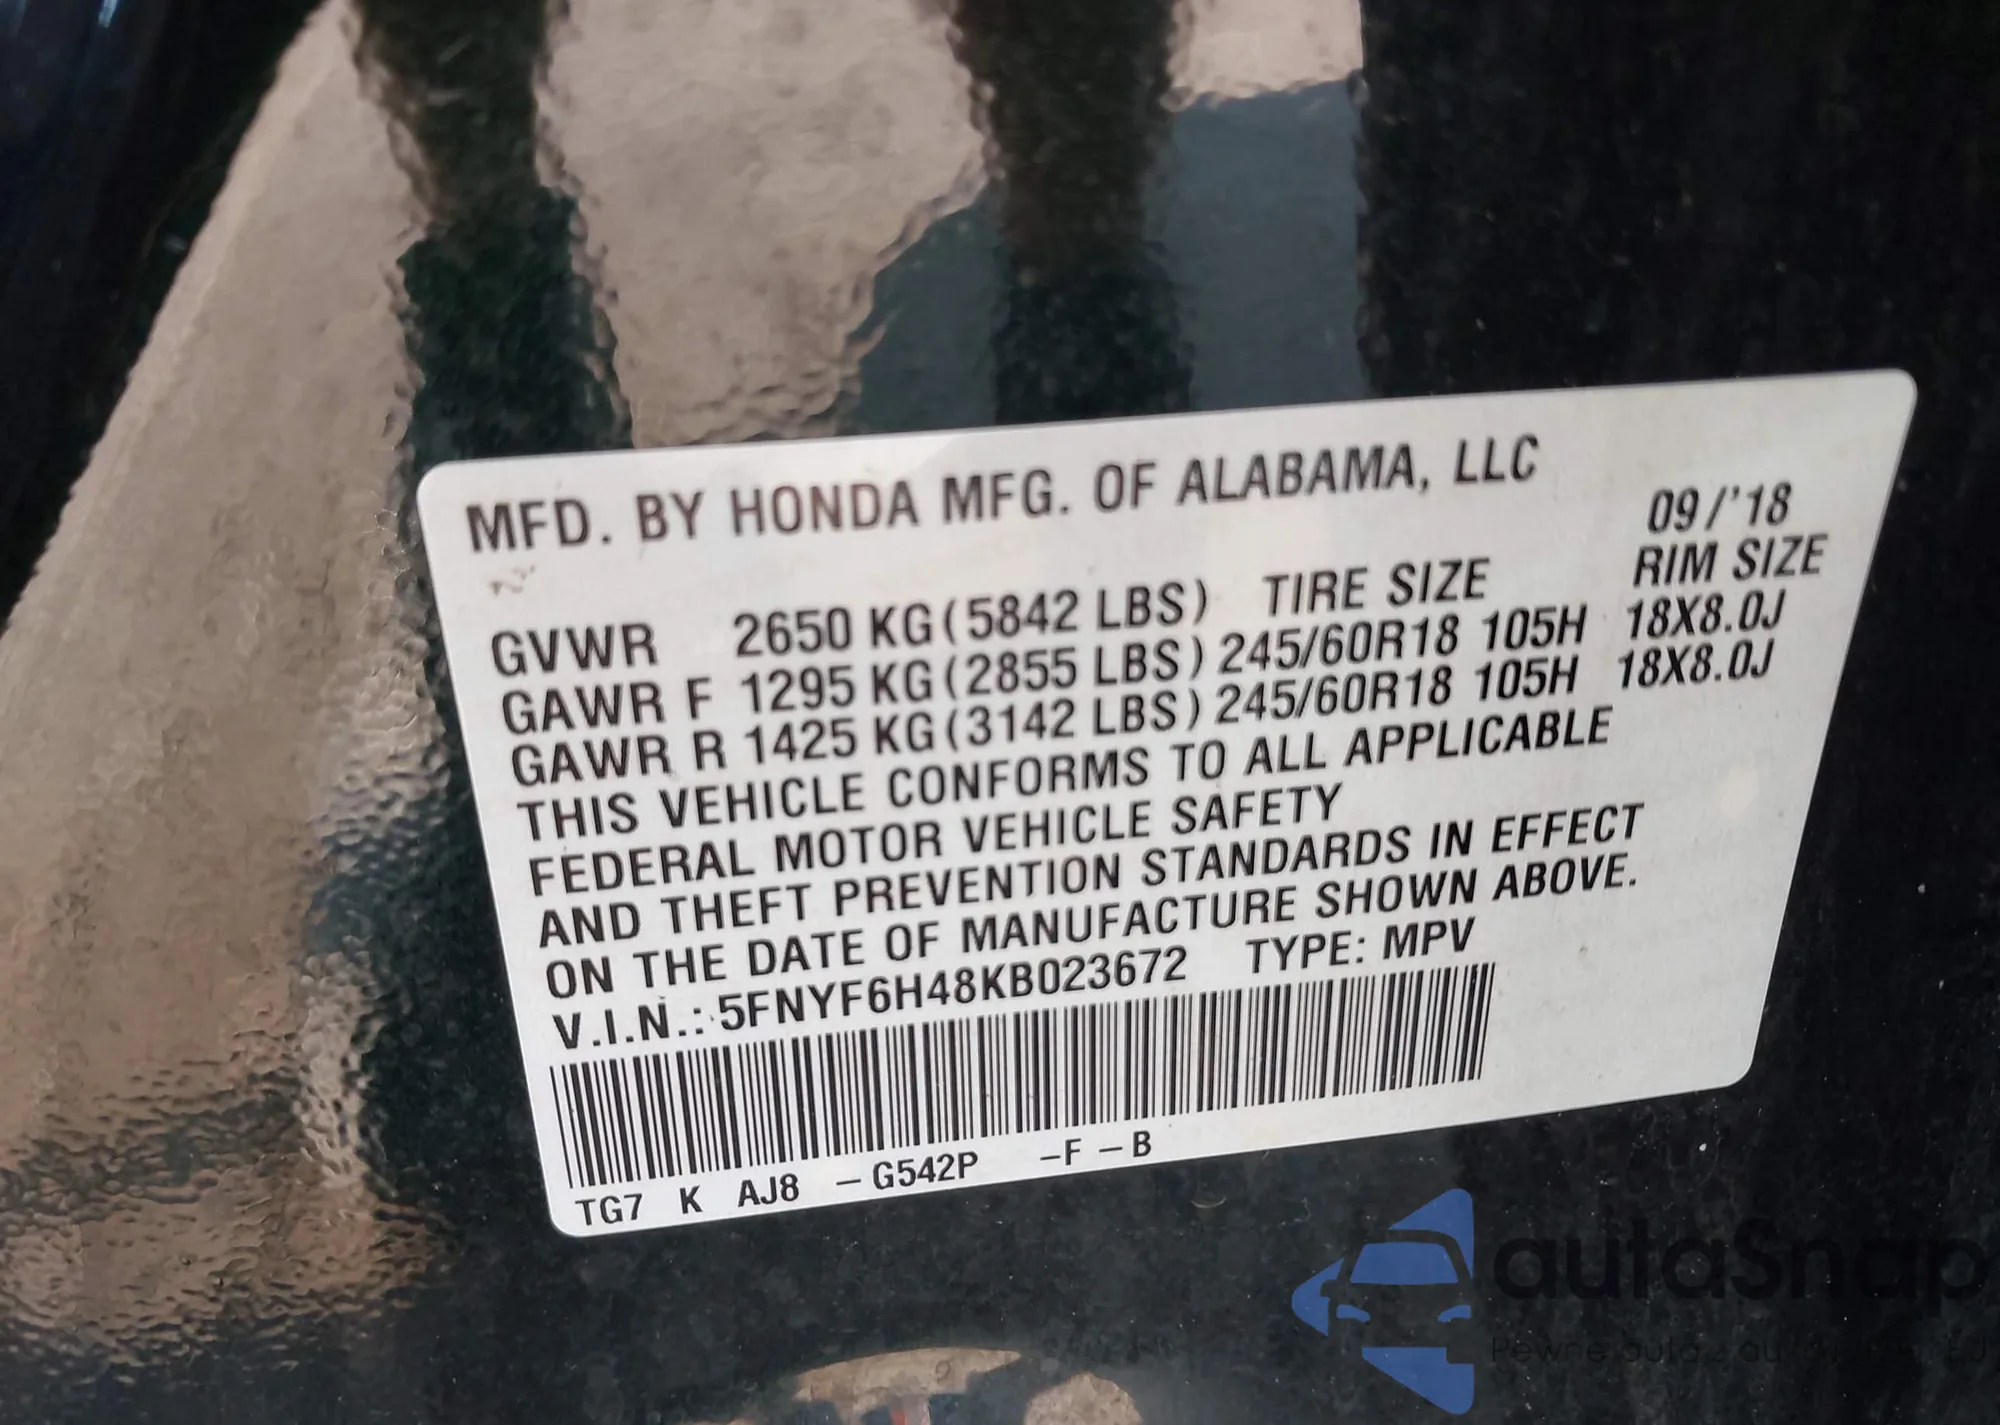 MFD. BY HONDA MFG. OF ALABAMA, LLC
09/'18
GVWR 2650 KG(5842 LBS) TIRE SIZE RIM SIZE
GAWR F 1295 KG(2855 LBS) 245/60R18 105H 18X8.0J
GAWR R 1425 KG(3142 LBS) 245/60R18 105H 18X8.0J
THIS VEHICLE CONFORMS TO ALL APPLICABLE
FEDERAL MOTOR VEHICLE SAFETY
AND THEFT PREVENTION STANDARDS IN EFFECT
ON THE DATE OF MANUFACTURE SHOWN ABOVE.
V.I.N.: 5FNYF6H48KB023672 TYPE: MPV
TG7 K AJ8 –G542P –F –B
autaSnap
Pewne auta z